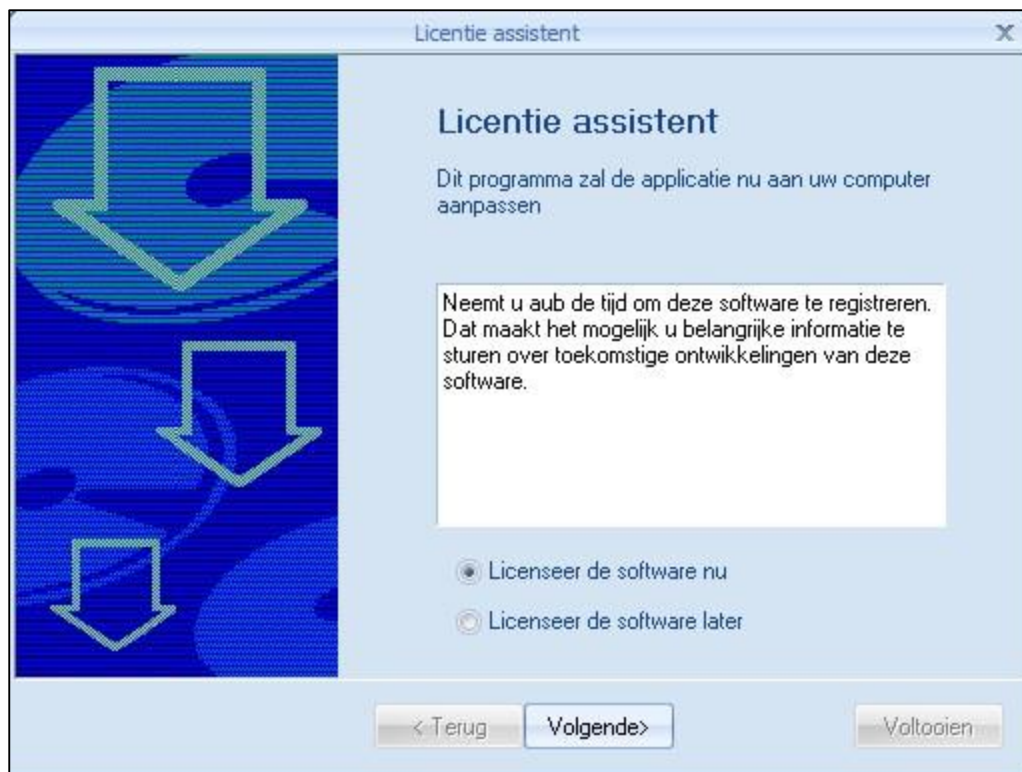 Licentie assistent
Licentie assistent
Dit programma zal de applicatie nu aan uw computer
aanpassen
Neemt u aub de tijd om deze software te registreren.
Dat maakt het mogelijk u belangrijke informatie te
sturen over toekomstige ontwikkelingen van deze
software.
Licenseer de software nu
Licenseer de software later
< Terug
Volgende>
Voltooien